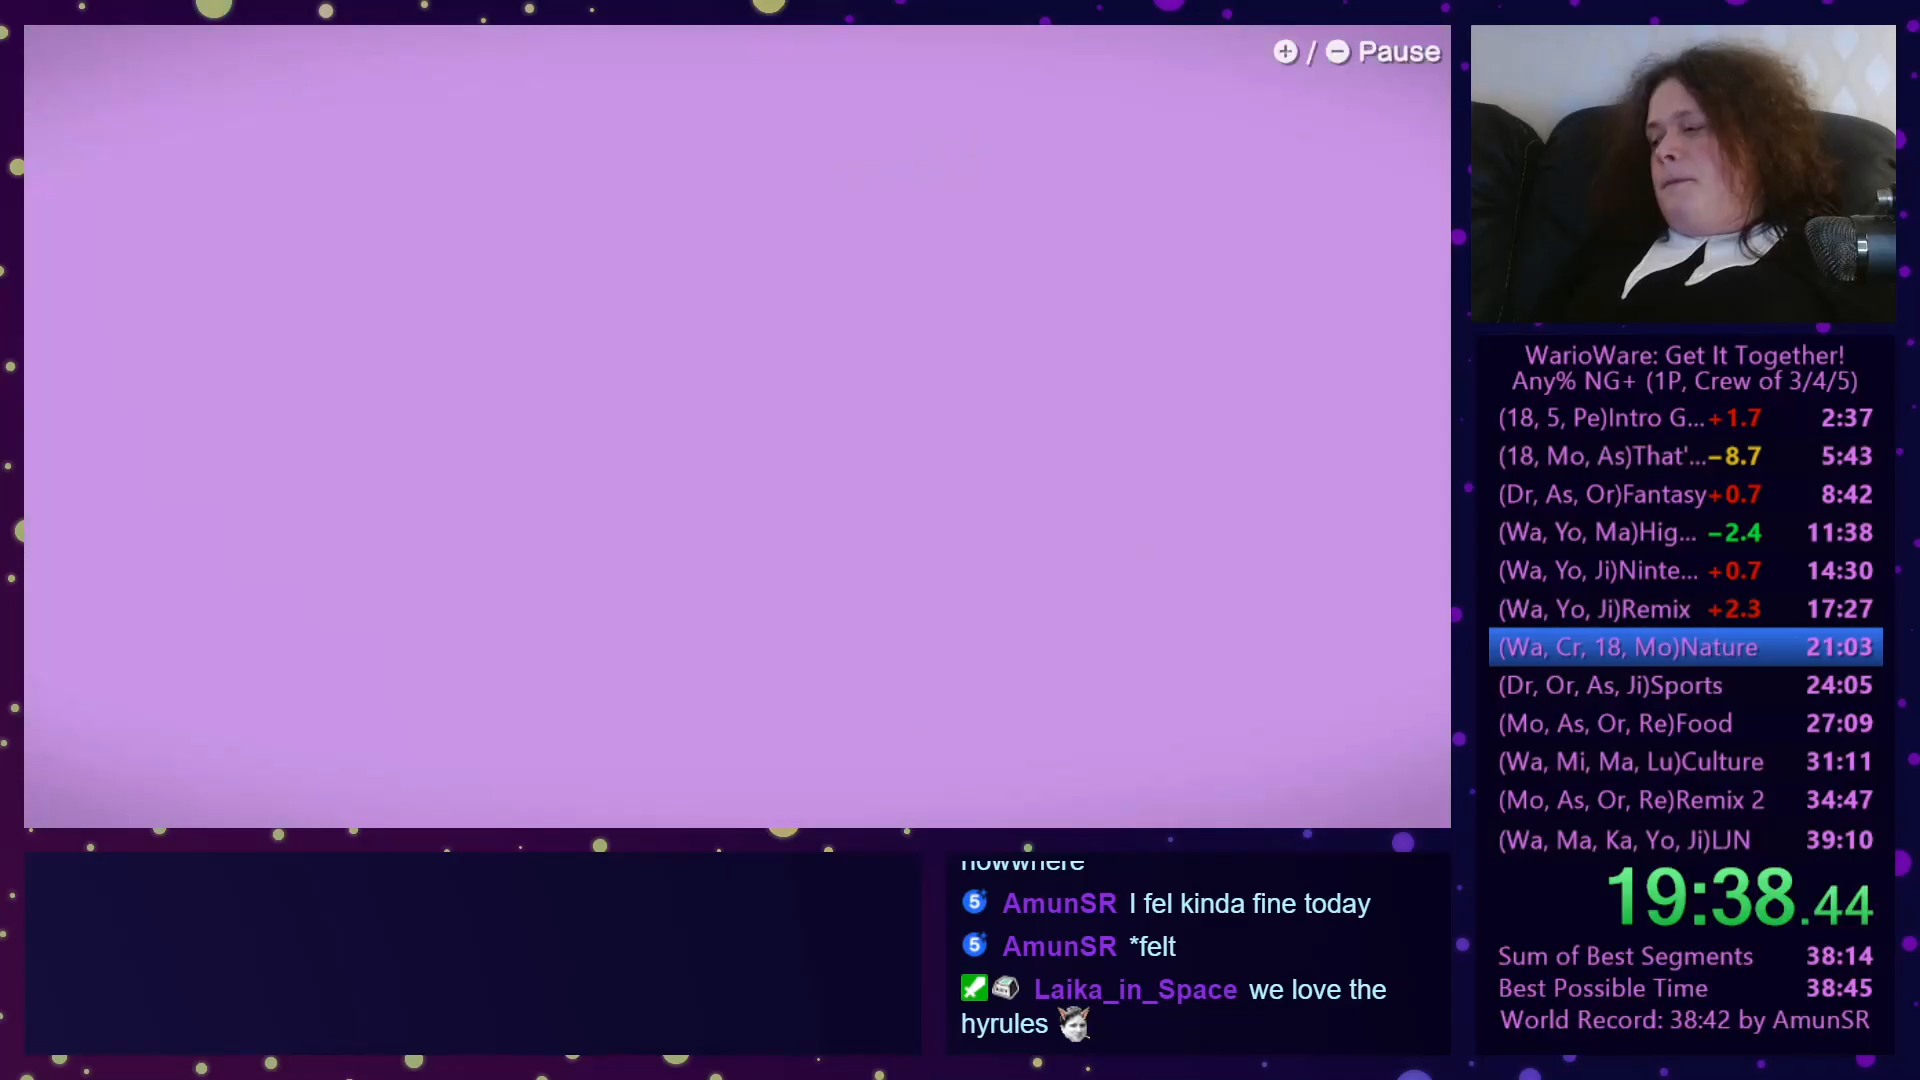 + / - Pause
WarioWare: Get It Together!
Any% NG+ (1P, Crew of 3/4/5)
(18, 5, Pe)Intro G... +1.7 2:37
(18, Mo, As)That'... -8.7 5:43
(Dr, As, Or)Fantasy +0.7 8:42
(Wa, Yo, Ma)Hig... -2.4 11:38
(Wa, Yo, Ji)Ninte... +0.7 14:30
(Wa, Yo, Ji)Remix +2.3 17:27
(Wa, Cr, 18, Mo)Nature 21:03
(Dr, Or, As, Ji)Sports 24:05
(Mo, As, Or, Re)Food 27:09
(Wa, Mi, Ma, Lu)Culture 31:11
(Mo, As, Or, Re)Remix 2 34:47
(Wa, Ma, Ka, Yo, Ji)LJN 39:10
19:38.44
Sum of Best Segments 38:14
Best Possible Time 38:45
World Record: 38:42 by AmunSR
nowwhere
5 AmunSR I fel kinda fine today
5 AmunSR *felt
Laika_in_Space we love the
hyrules